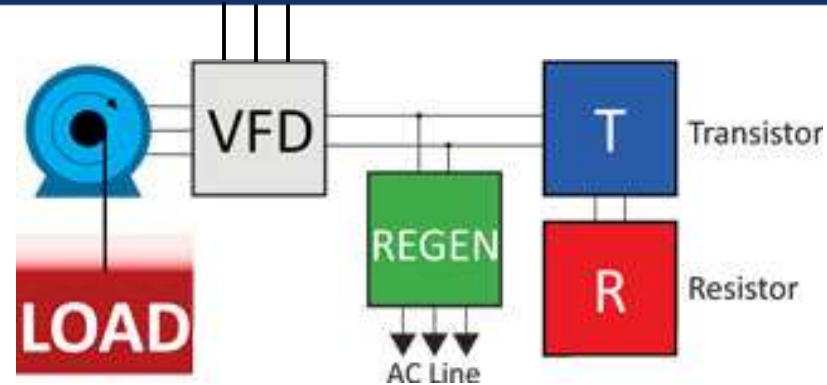 VFD
T
Transistor
REGEN
R
Resistor
LOAD
AC Line